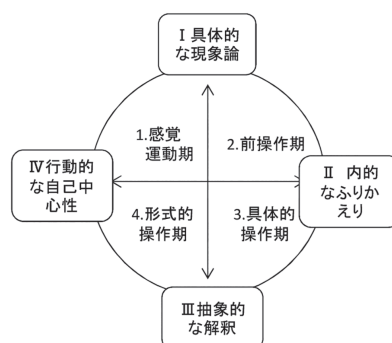 Ⅰ具体的
な現象論
1.感覚
運動期
2.前操作期
Ⅳ行動的
な自己中
心性
Ⅱ 内的
なふりか
えり
4.形式的
操作期
3.具体的
操作期
Ⅲ抽象的
な解釈